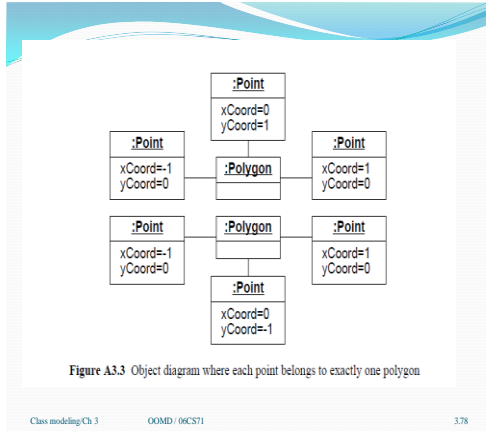 :Point
xCoord=0
yCoord=1
:Point
xCoord=-1
yCoord=0
:Polygon
:Point
xCoord=1
yCoord=0
:Point
xCoord=-1
yCoord=0
:Polygon
:Point
xCoord=1
yCoord=0
:Point
xCoord=0
yCoord=-1
Figure A3.3 Object diagram where each point belongs to exactly one polygon
Class modeling/Ch 3 OOMD / 06CS71 3.78